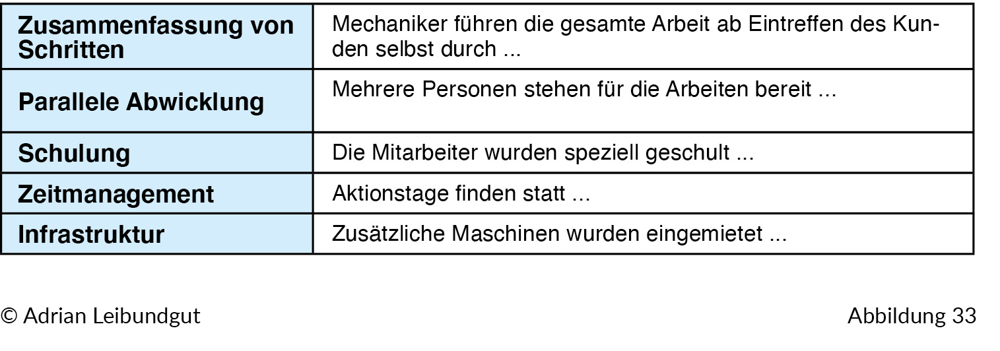 Zusammenfassung von
Schritten
Mechaniker führen die gesamte Arbeit ab Eintreffen des Kun-
den selbst durch ...
Parallele Abwicklung
Mehrere Personen stehen für die Arbeiten bereit ...
Schulung
Die Mitarbeiter wurden speziell geschult ...
Zeitmanagement
Aktionstage finden statt ...
Infrastruktur
Zusätzliche Maschinen wurden eingemietet ...
© Adrian Leibundgut
Abbildung 33